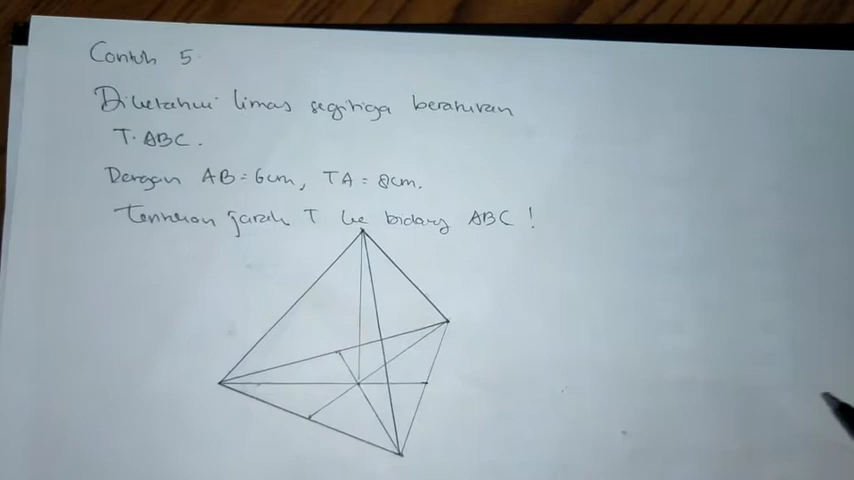 Contoh 5.
Diketahui limas segitiga beraturan
T.ABC.
Dengan AB = 6cm, TA = 8cm.
Tentukan jarak T ke bidang ABC !